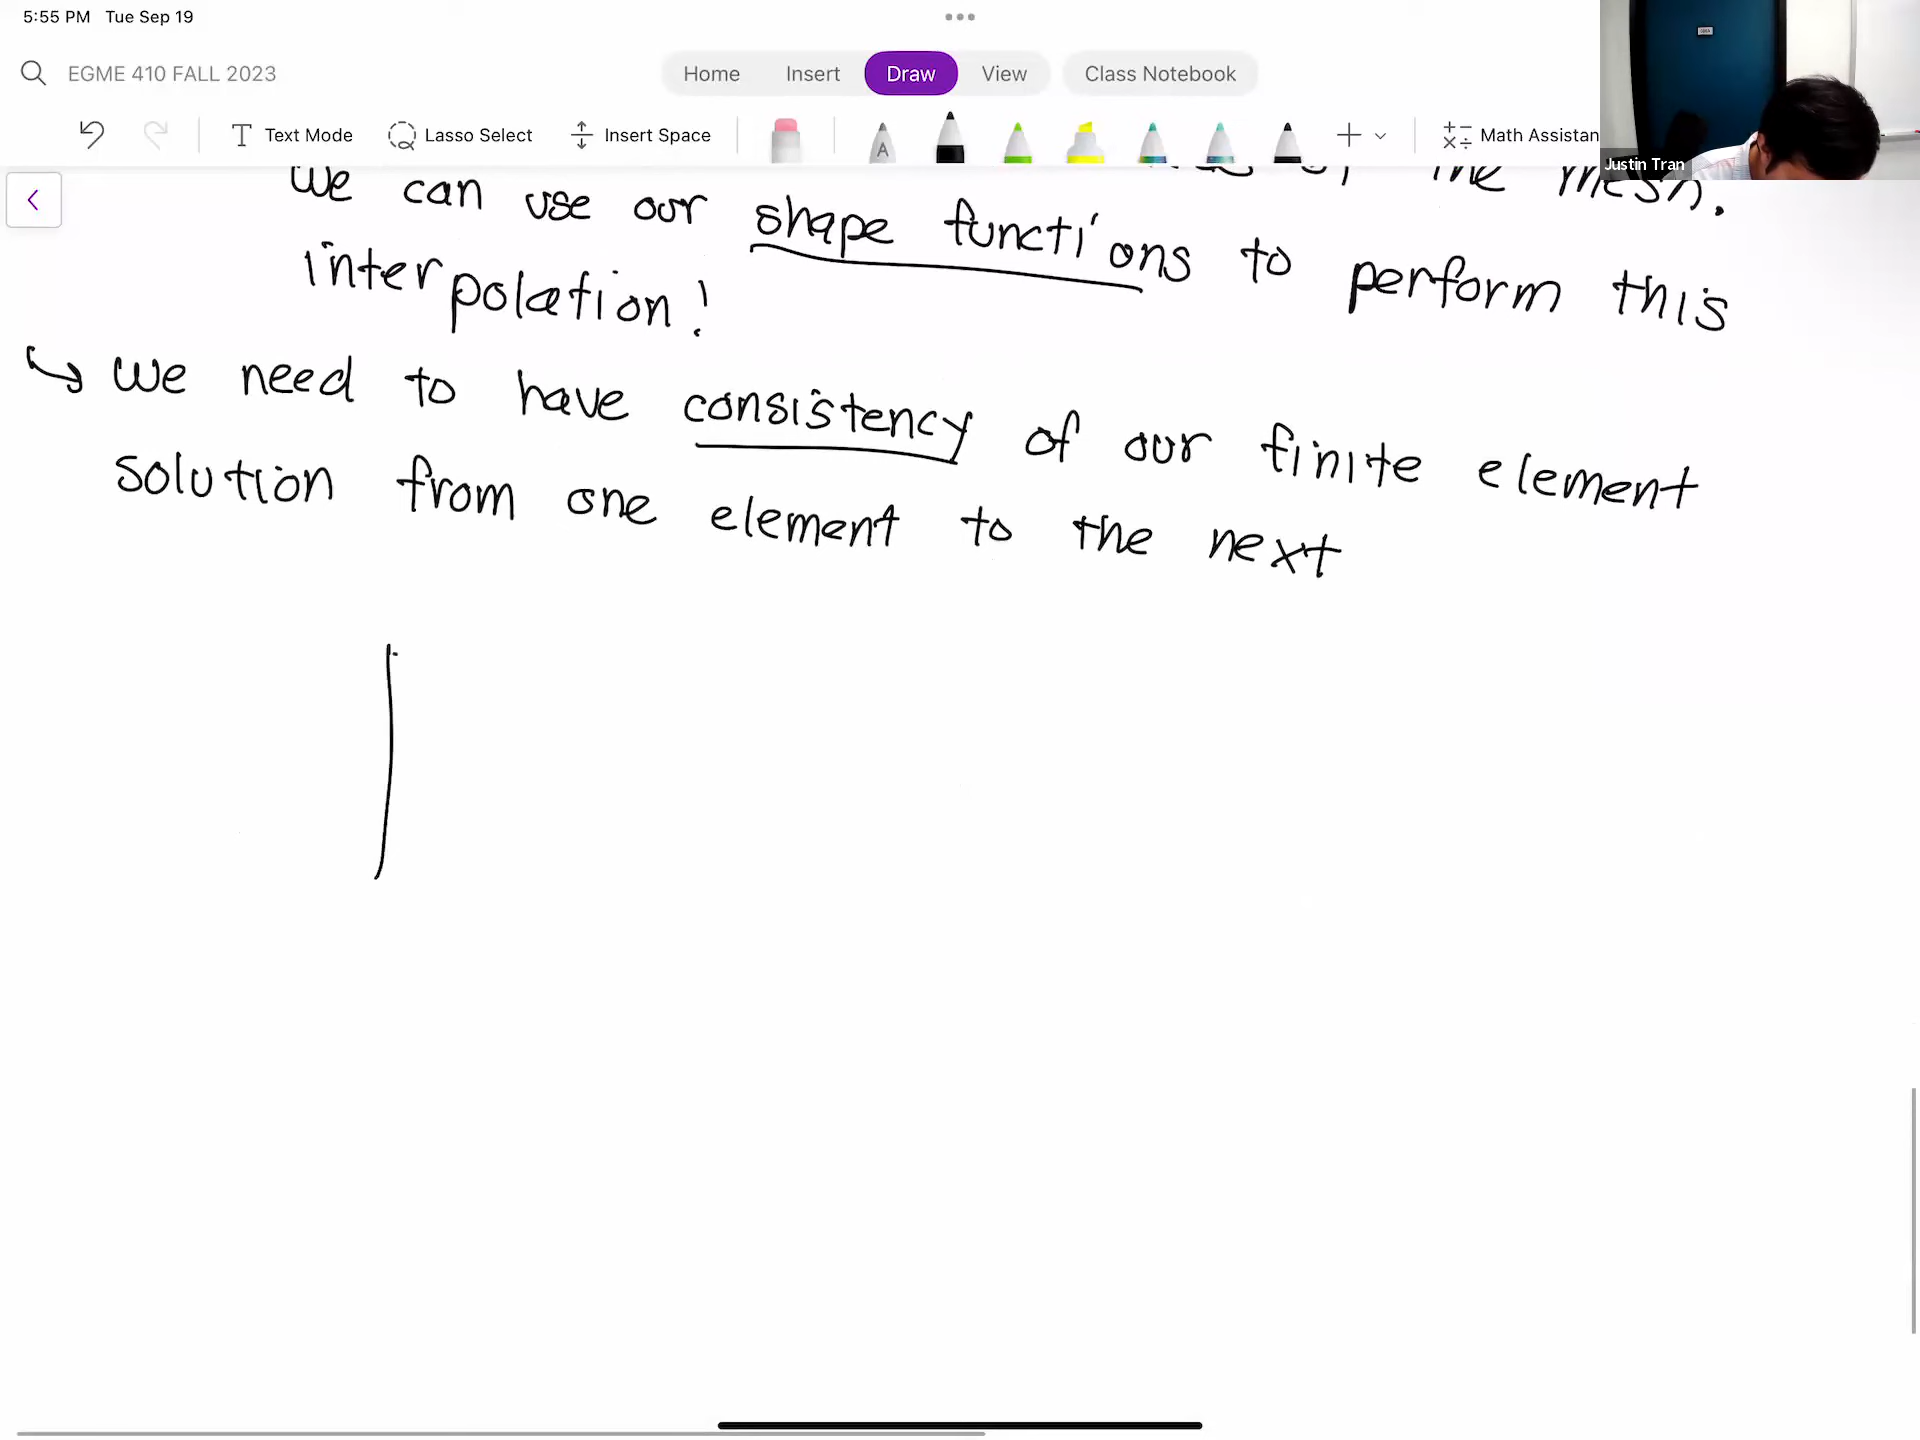 5:55 PM Tue Sep 19
EGME 410 FALL 2023
Home Insert Draw View Class Notebook
Text Mode Lasso Select Insert Space A Math Assistan
Justin Tran
the mesh.
we can use our shape functions to perform this
interpolation!
↳ we need to have consistency of our finite element
solution from one element to the next